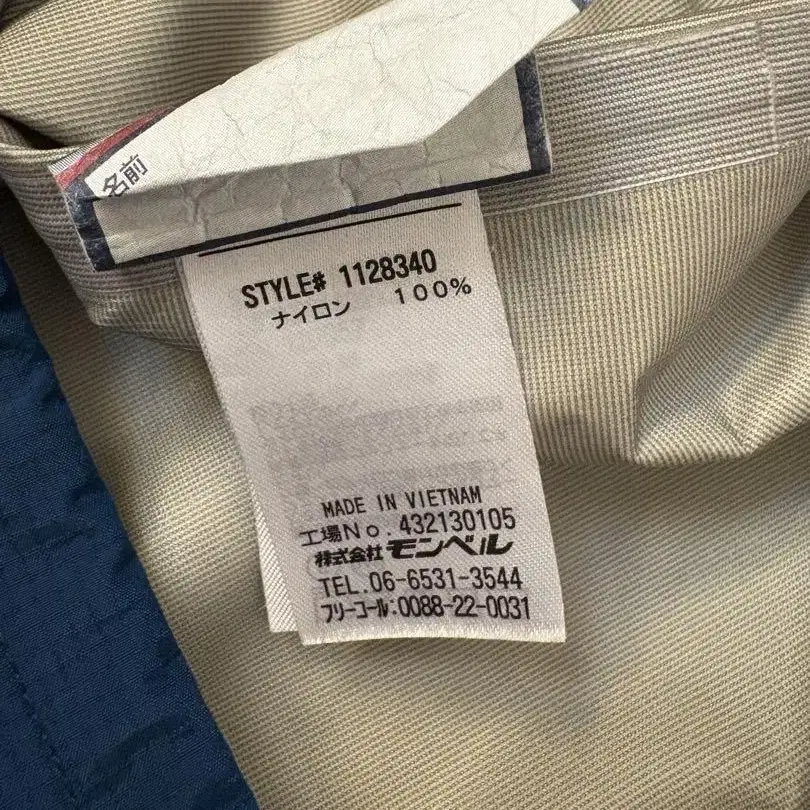 名前
STYLE# 1128340
ナイロン 100%
MADE IN VIETNAM
工場No.432130105
株式会社モンベル
TEL.06-6531-3544
フリーコール:0088-22-0031